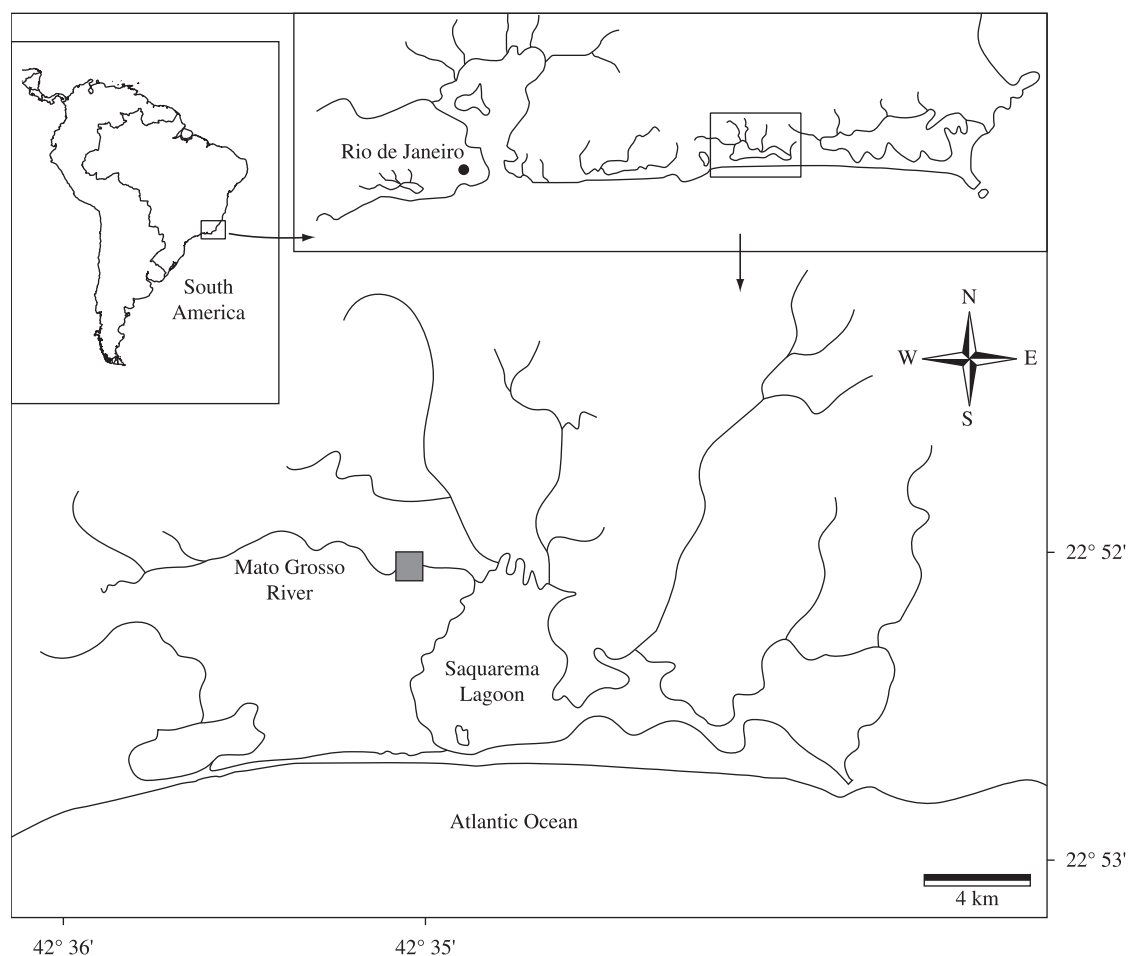 Rio de Janeiro
South
America
N
W
E
S
Mato Grosso
River
22° 52'
Saquarema
Lagoon
Atlantic Ocean
22° 53'
4 km
42° 36'
42° 35'